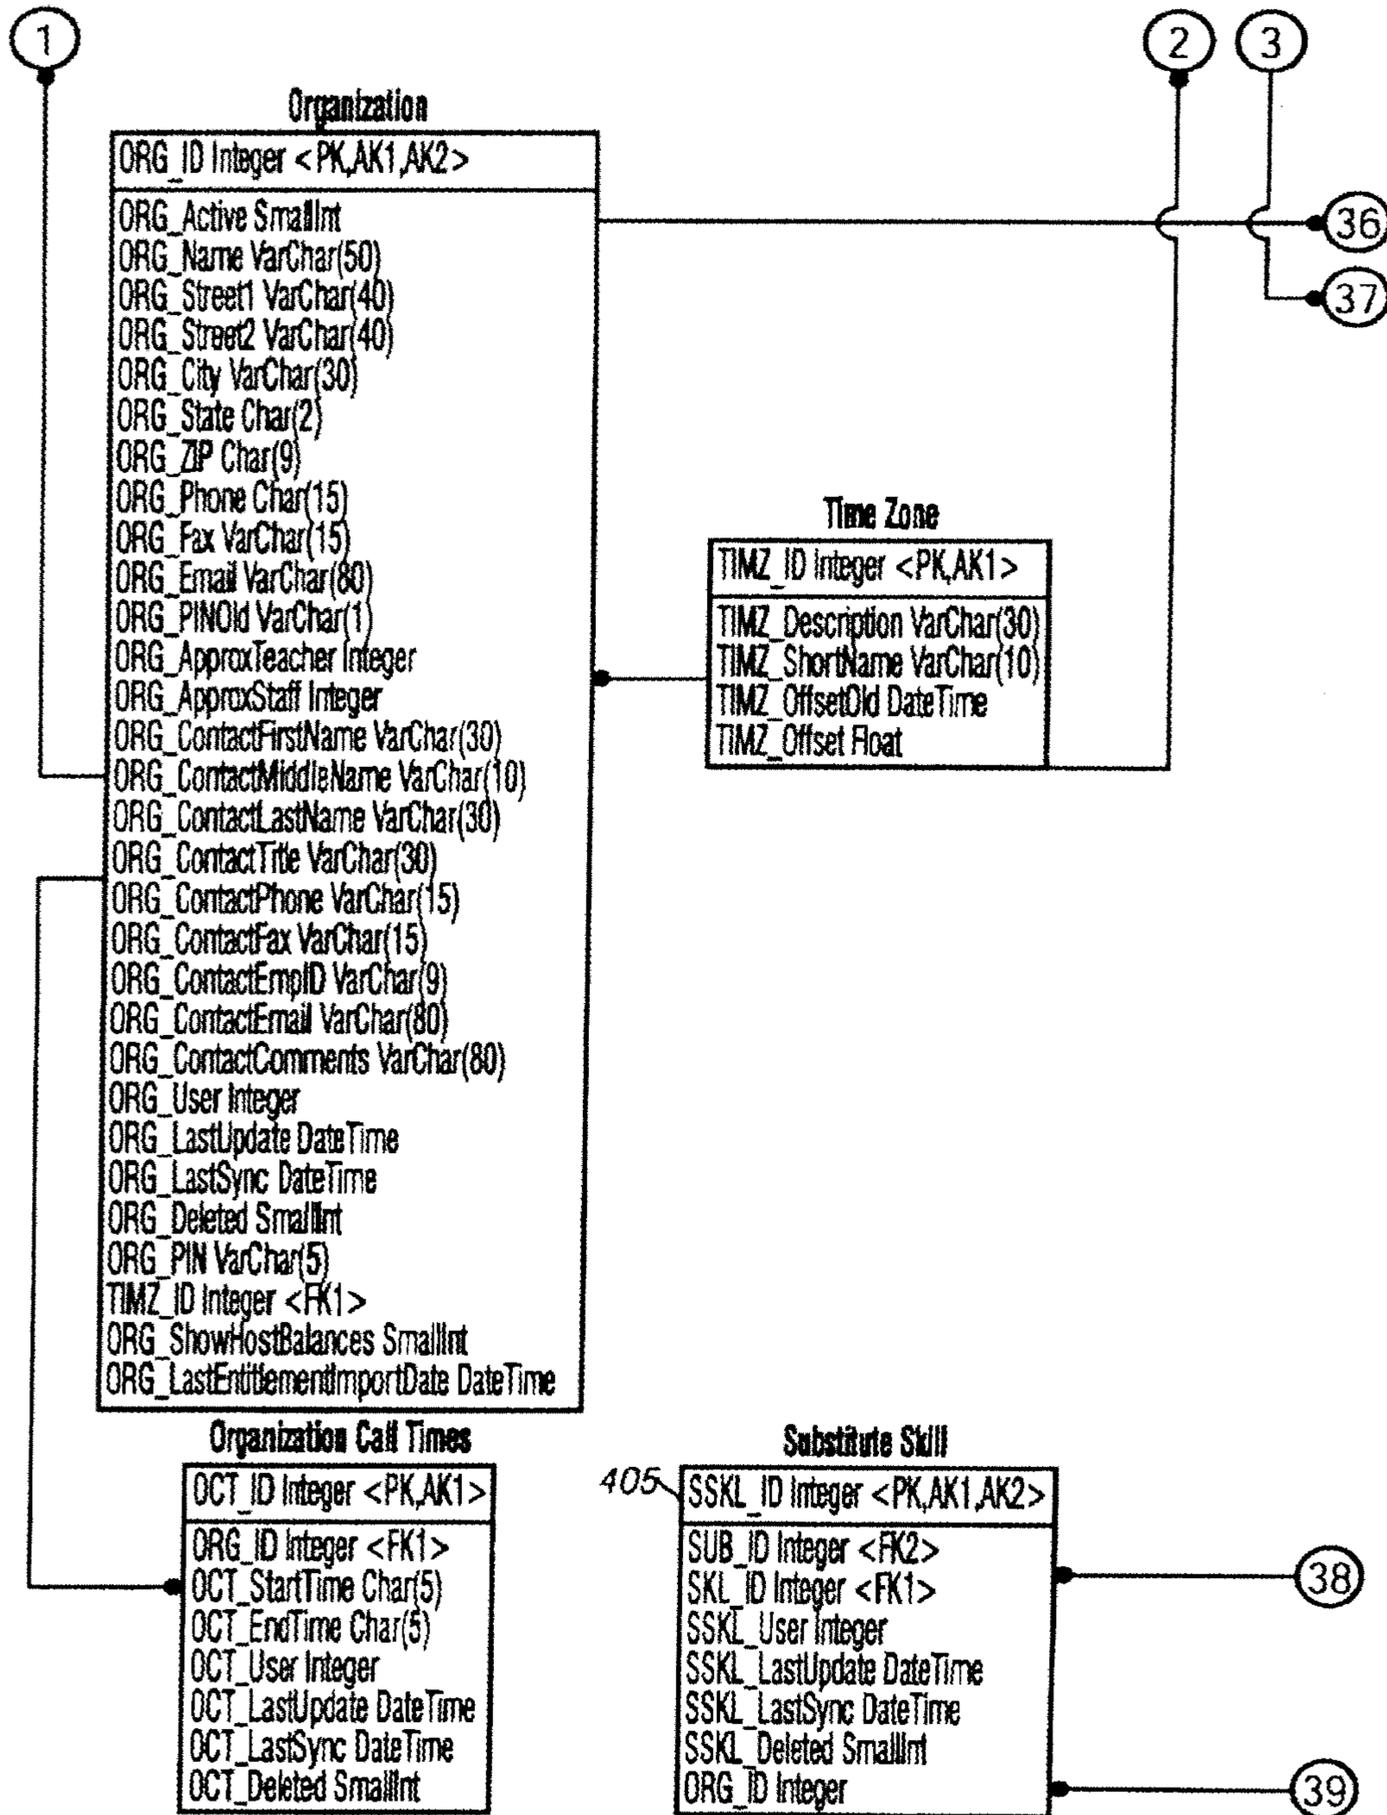 1
2
3
Organization
ORG_ID Integer <PK,AK1,AK2>
ORG_Active SmallInt
ORG_Name VarChar(50)
ORG_Street1 VarChar(40)
ORG_Street2 VarChar(40)
ORG_City VarChar(30)
ORG_State Char(2)
ORG_ZIP Char(9)
ORG_Phone Char(15)
ORG_Fax VarChar(15)
ORG_Email VarChar(80)
ORG_PINOld VarChar(1)
ORG_ApproxTeacher Integer
ORG_ApproxStaff Integer
ORG_ContactFirstName VarChar(30)
ORG_ContactMiddleName VarChar(10)
ORG_ContactLastName VarChar(30)
ORG_ContactTitle VarChar(30)
ORG_ContactPhone VarChar(15)
ORG_ContactFax VarChar(15)
ORG_ContactEmpID VarChar(9)
ORG_ContactEmail VarChar(80)
ORG_ContactComments VarChar(80)
ORG_User Integer
ORG_LastUpdate DateTime
ORG_LastSync DateTime
ORG_Deleted SmallInt
ORG_PIN VarChar(5)
TIMZ_ID Integer <FK1>
ORG_ShowHostBalances SmallInt
ORG_LastEntitlementImportDate DateTime
36
37
Time Zone
TIMZ_ID Integer <PK,AK1>
TIMZ_Description VarChar(30)
TIMZ_ShortName VarChar(10)
TIMZ_OffsetOld DateTime
TIMZ_Offset Float
Organization Call Times
OCT_ID Integer <PK,AK1>
ORG_ID Integer <FK1>
OCT_StartTime Char(5)
OCT_EndTime Char(5)
OCT_User Integer
OCT_LastUpdate DateTime
OCT_LastSync DateTime
OCT_Deleted SmallInt
Substitute Skill
405
SSKL_ID Integer <PK,AK1,AK2>
SUB_ID Integer <FK2>
SKL_ID Integer <FK1>
SSKL_User Integer
SSKL_LastUpdate DateTime
SSKL_LastSync DateTime
SSKL_Deleted SmallInt
ORG_ID Integer
38
39